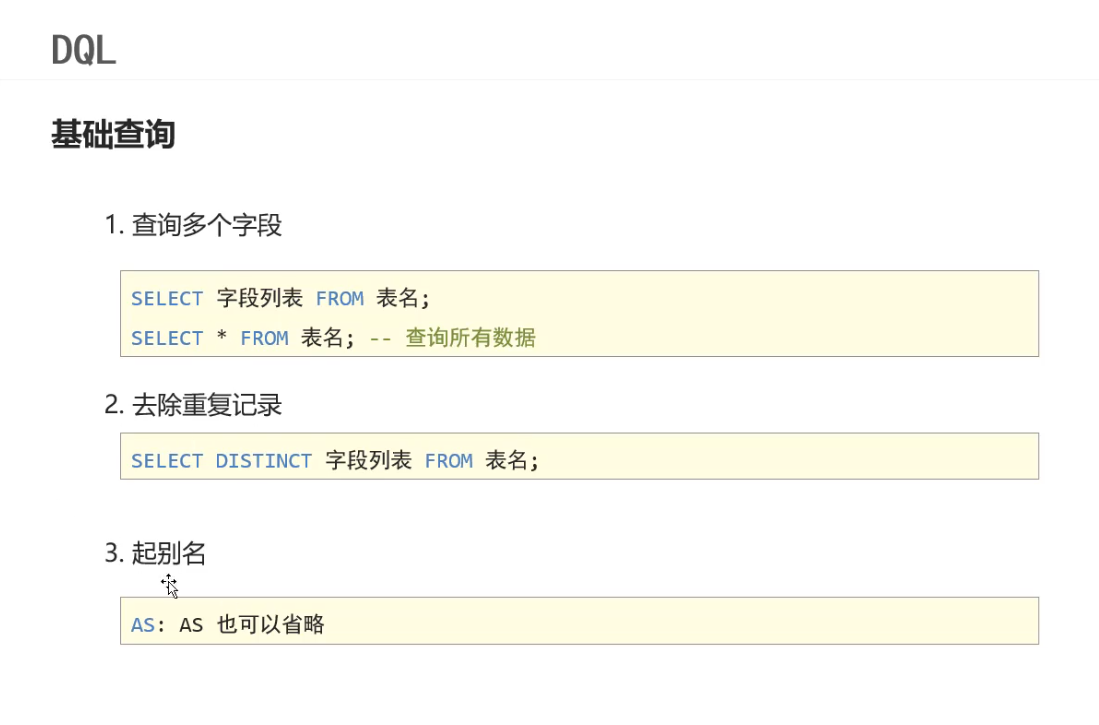 DQL
基础查询
1. 查询多个字段
SELECT 字段列表 FROM 表名;
SELECT * FROM 表名; -- 查询所有数据
2. 去除重复记录
SELECT DISTINCT 字段列表 FROM 表名;
3. 起别名
AS: AS 也可以省略